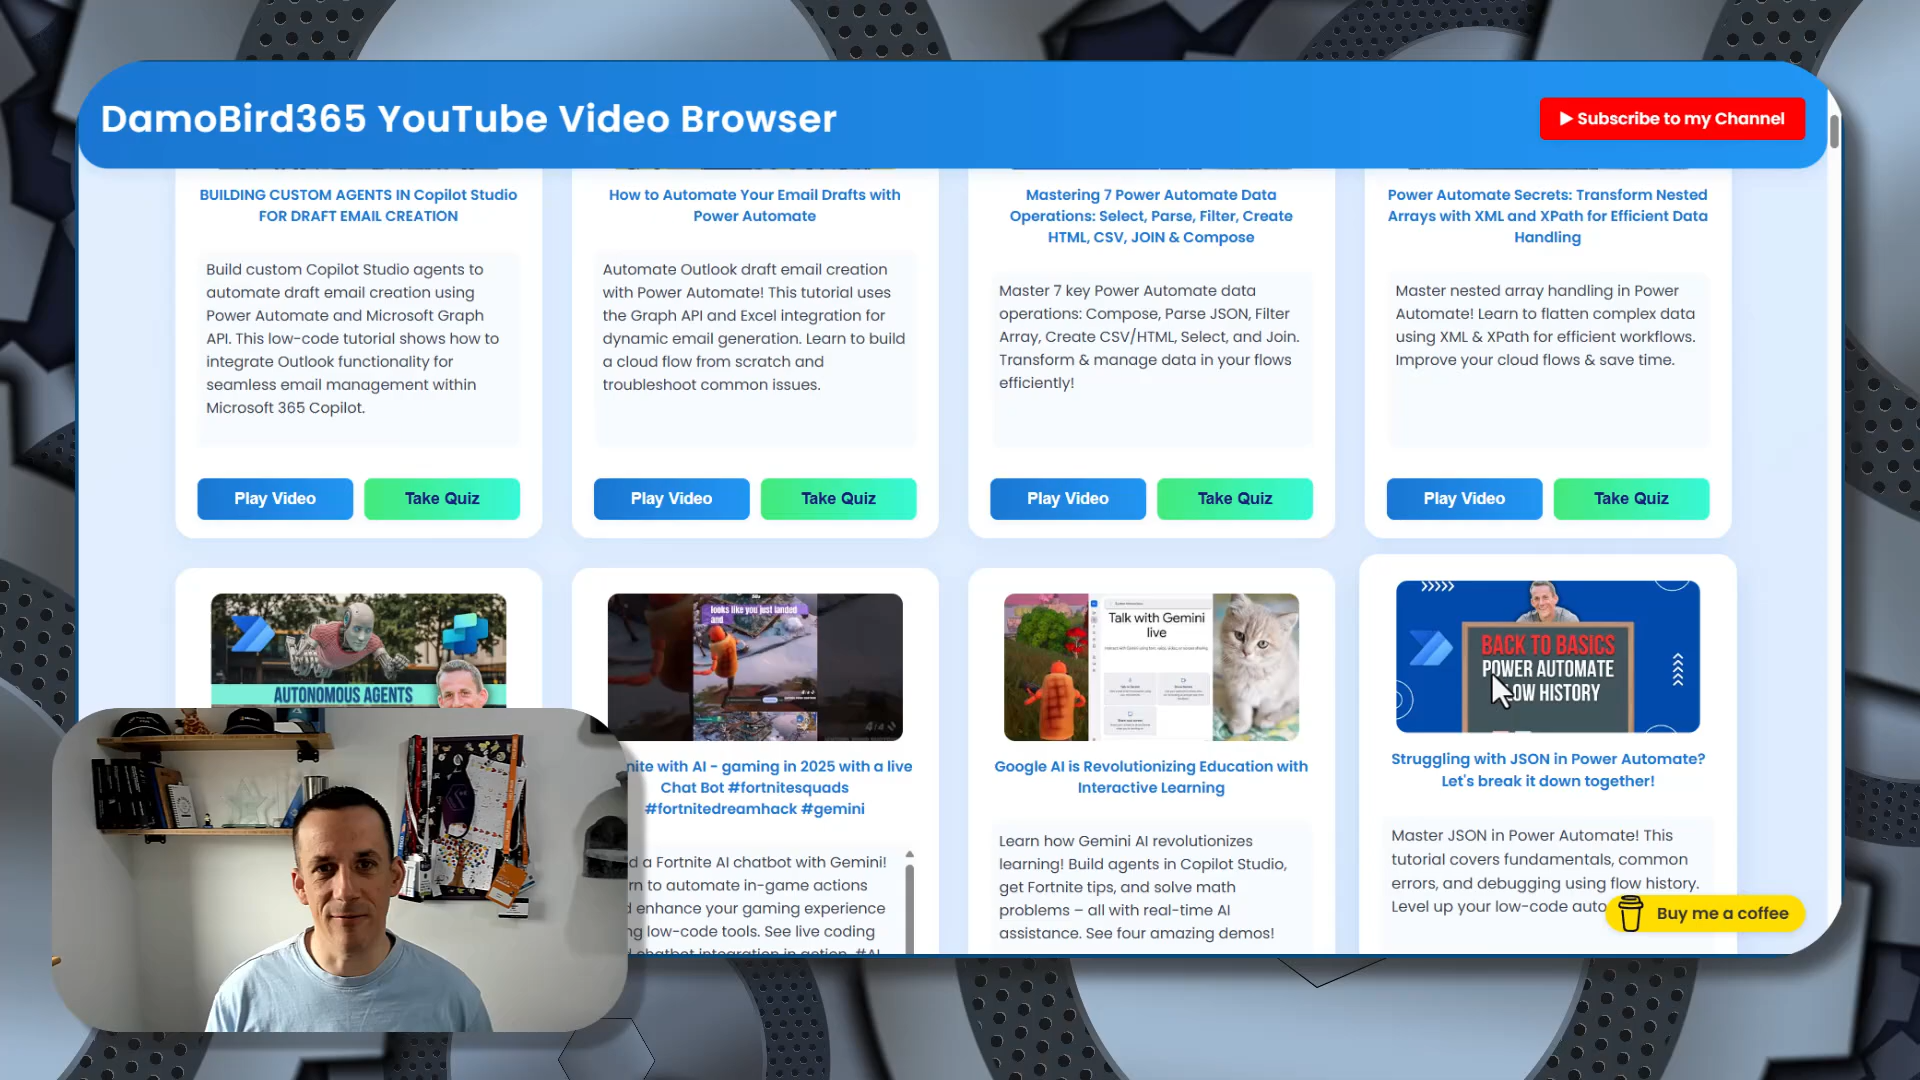 DamoBird365 YouTube Video Browser
▶ Subscribe to my Channel
BUILDING CUSTOM AGENTS IN Copilot Studio
FOR DRAFT EMAIL CREATION
Build custom Copilot Studio agents to
automate draft email creation using
Power Automate and Microsoft Graph
API. This low-code tutorial shows how to
integrate Outlook functionality for
seamless email management within
Microsoft 365 Copilot.
Play Video
Take Quiz
How to Automate Your Email Drafts with
Power Automate
Automate Outlook draft email creation
with Power Automate! This tutorial uses
the Graph API and Excel integration for
dynamic email generation. Learn to build
a cloud flow from scratch and
troubleshoot common issues.
Play Video
Take Quiz
Mastering 7 Power Automate Data
Operations: Select, Parse, Filter, Create
HTML, CSV, JOIN & Compose
Master 7 key Power Automate data
operations: Compose, Parse JSON, Filter
Array, Create CSV/HTML, Select, and Join.
Transform & manage data in your flows
efficiently!
Play Video
Take Quiz
Power Automate Secrets: Transform Nested
Arrays with XML and XPath for Efficient Data
Handling
Master nested array handling in Power
Automate! Learn to flatten complex data
using XML & XPath for efficient workflows.
Improve your cloud flows & save time.
Play Video
Take Quiz
AUTONOMOUS AGENTS
looks like you just landed
and
nite with AI - gaming in 2025 with a live
Chat Bot #fortnitesquads
#fortnitedreamhack #gemini
d a Fortnite AI chatbot with Gemini!
rn to automate in-game actions
d enhance your gaming experience
ng low-code tools. See live coding
d chatbot integration in action. #AI
Talk with Gemini
live
Google AI is Revolutionizing Education with
Interactive Learning
Learn how Gemini AI revolutionizes
learning! Build agents in Copilot Studio,
get Fortnite tips, and solve math
problems – all with real-time AI
assistance. See four amazing demos!
BACK TO BASICS
POWER AUTOMATE
OW HISTORY
Struggling with JSON in Power Automate?
Let's break it down together!
Master JSON in Power Automate! This
tutorial covers fundamentals, common
errors, and debugging using flow history.
Level up your low-code auto
Buy me a coffee